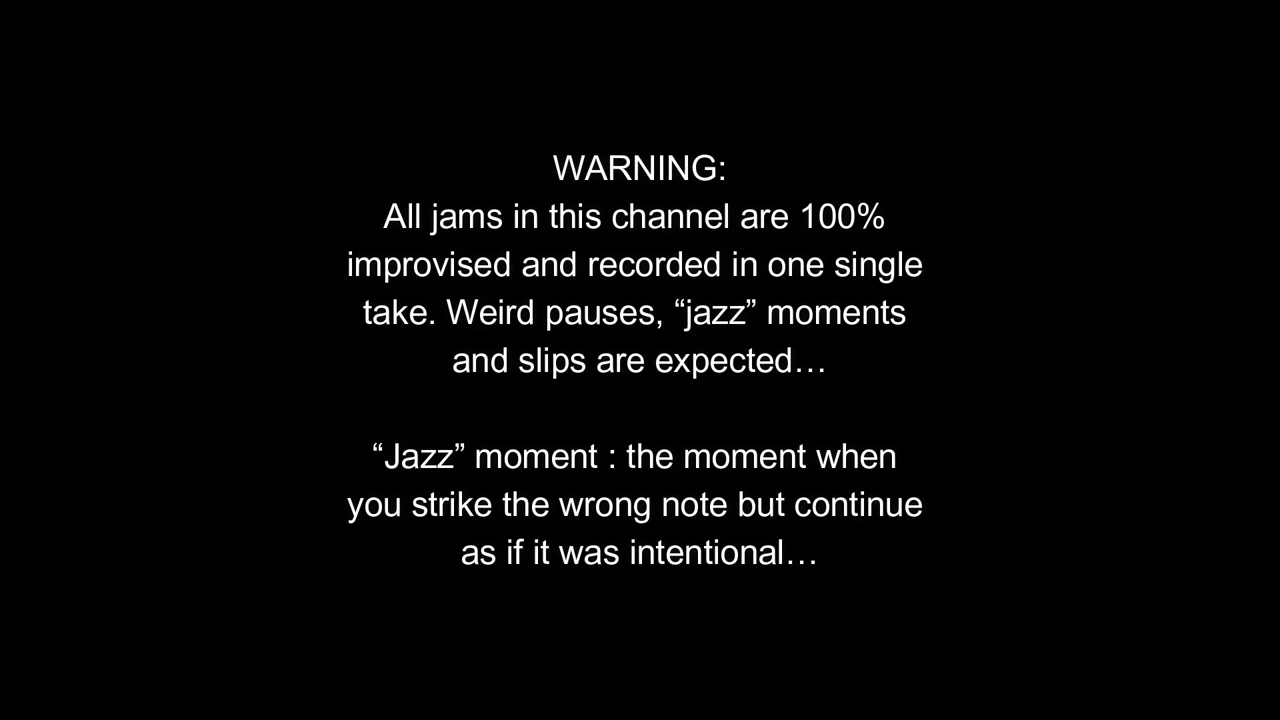 WARNING:
All jams in this channel are 100%
improvised and recorded in one single
take. Weird pauses, “jazz” moments
and slips are expected…
“Jazz” moment : the moment when
you strike the wrong note but continue
as if it was intentional…